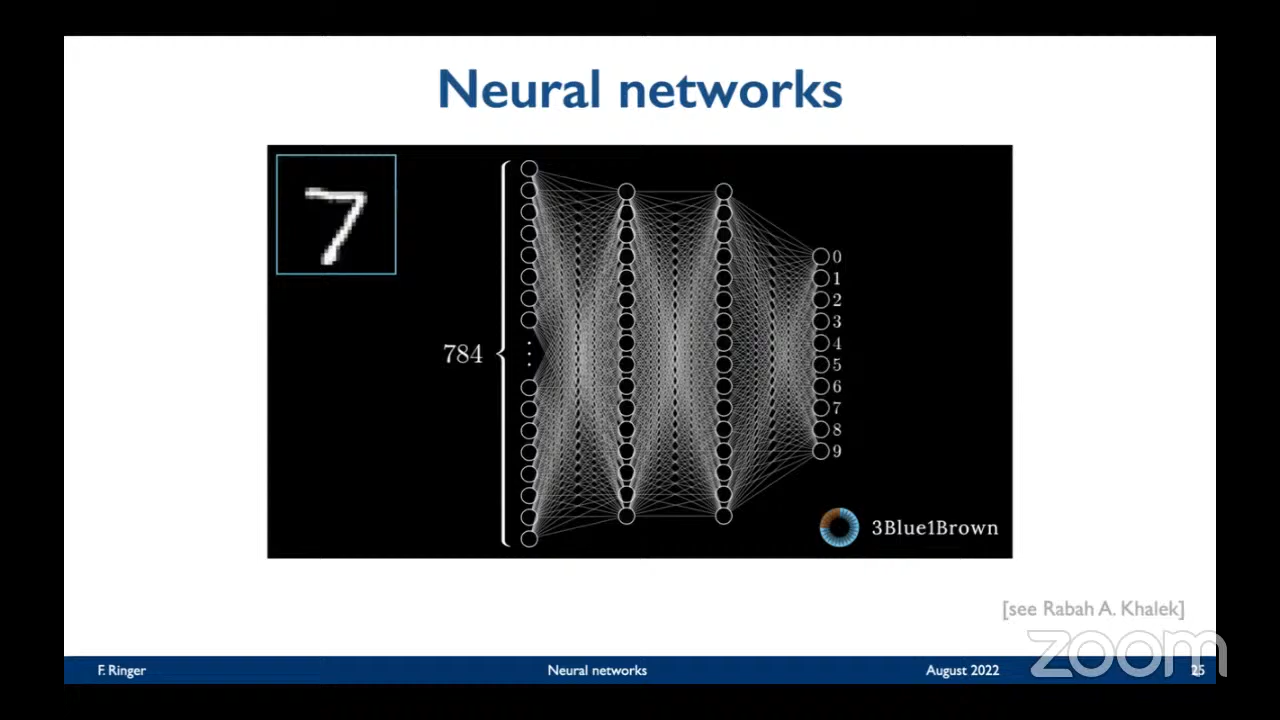 Neural networks
7
784
0
1
2
3
4
5
6
7
8
9
3Blue1Brown
[see Rabah A. Khalek]
zoom
F. Ringer Neural networks August 2022 25